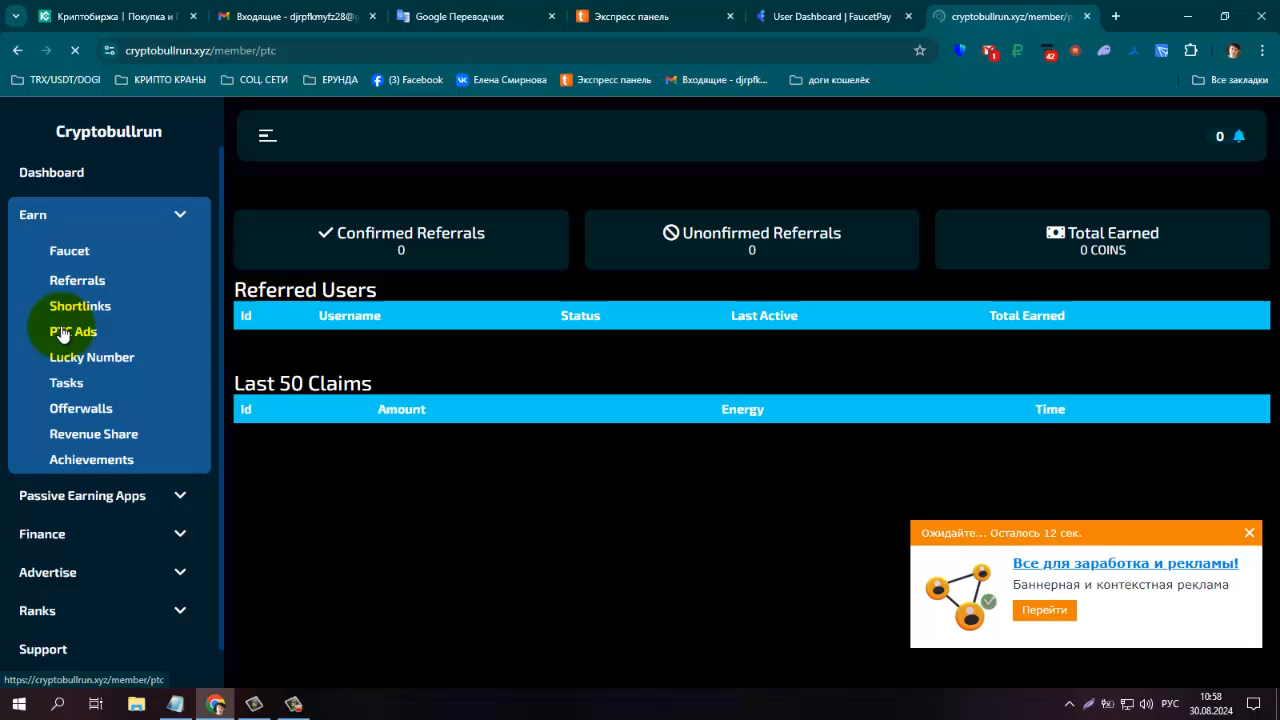 Криптобиржа | Покупка и П
Входящие - djrpfkmyfz28@g
Google Переводчик
Экспресс панель
User Dashboard | FaucetPay
cryptobullrun.xyz/member/p
cryptobullrun.xyz/member/ptc
1
42
TRX/USDT/DOGI
КРИПТО КРАНЫ
СОЦ. СЕТИ
ЕРУНДА
(3) Facebook
Елена Смирнова
Экспресс панель
Входящие - djrpfk...
доги кошелёк
Все закладки
Cryptobullrun
Dashboard
Earn
Faucet
Referrals
Shortlinks
PTC Ads
Lucky Number
Tasks
Offerwalls
Revenue Share
Achievements
Passive Earning Apps
Finance
Advertise
Ranks
Support
0
Confirmed Referrals
0
Unonfirmed Referrals
0
Total Earned
0 COINS
Referred Users
Id Username Status Last Active Total Earned
Last 50 Claims
Id Amount Energy Time
Ожидайте... Осталось 12 сек.
Все для заработка и рекламы!
Баннерная и контекстная реклама
Перейти
https://cryptobullrun.xyz/member/ptc
РУС
10:58
30.08.2024